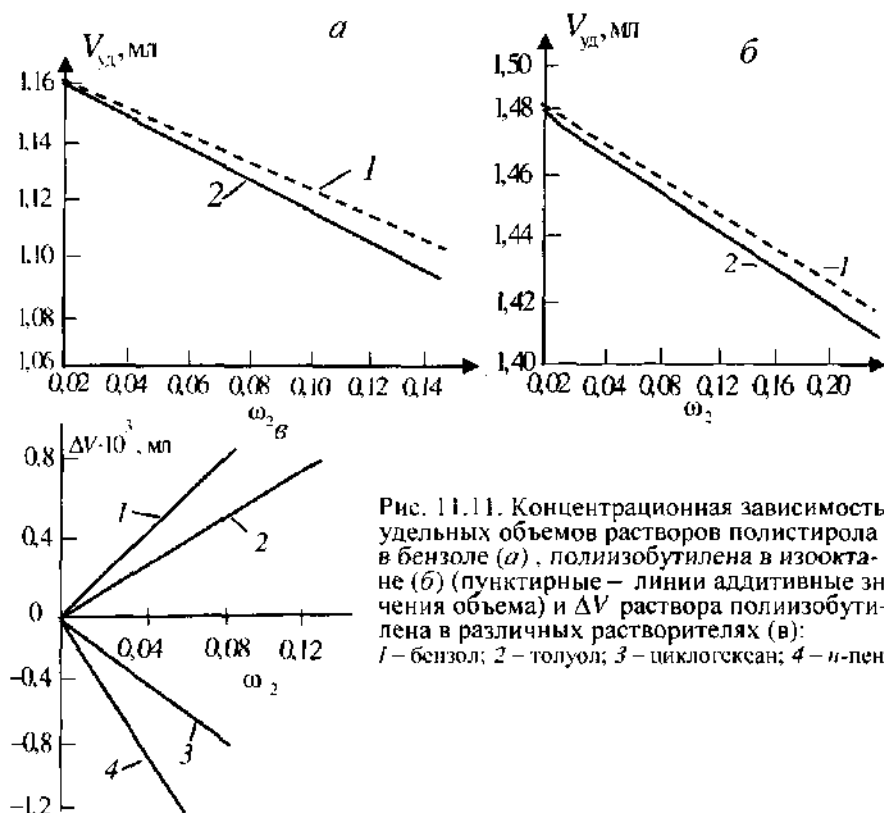 а
V уд, мл
1,16
1,14
1,12
1,10
1,08
1,06
1
2
0,02 0,04 0,06 0,08 0,10 0,12 0,14
ω2
б
V уд, мл
1,50
1,48
1,46
1,44
1,42
1,40
2
1
0,02 0,08 0,12 0,16 0,20
ω2
в
ΔV·10³, мл
0,8
0,4
0
−0,4
−0,8
−1,2
1
2
3
4
0,04 0,08 0,12
ω2
Рис. 11.11. Концентрационная зависимость
удельных объемов растворов полистирола
в бензоле (а), полиизобутилена в изоокта-
не (б) (пунктирные – линии аддитивные зн
чения объема) и ΔV раствора полиизобути-
лена в различных растворителях (в):
1 – бензол; 2 – толуол; 3 – циклогексан; 4 – н-пен